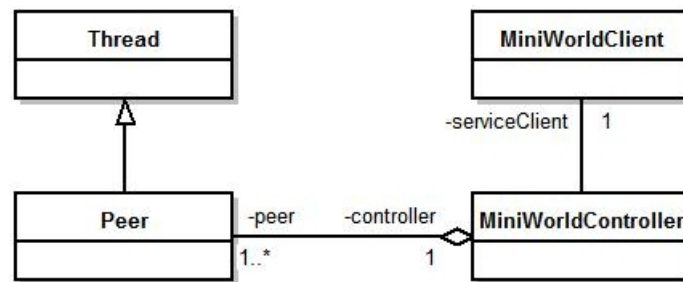 Thread
MiniWorldClient
-serviceClient 1
Peer
-peer
-controller
MiniWorldController
1..*
1